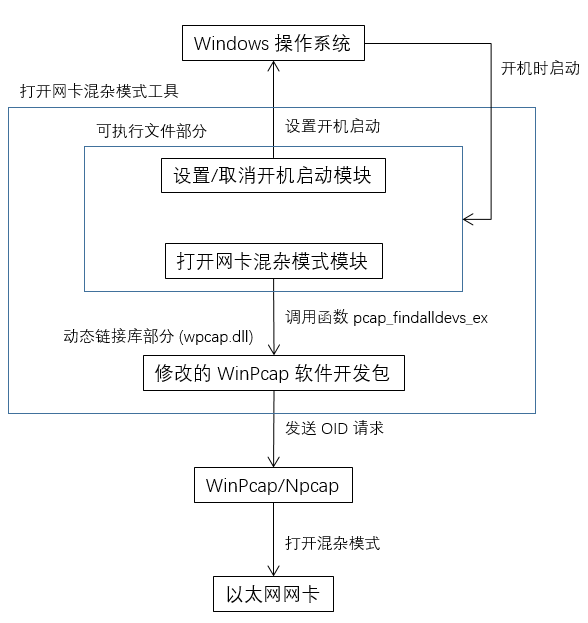 Windows 操作系统
开机时启动
打开网卡混杂模式工具
设置开机启动
可执行文件部分
设置/取消开机启动模块
打开网卡混杂模式模块
调用函数 pcap_findalldevs_ex
动态链接库部分 (wpcap.dll)
修改的 WinPcap 软件开发包
发送 OID 请求
WinPcap/Npcap
打开混杂模式
以太网网卡